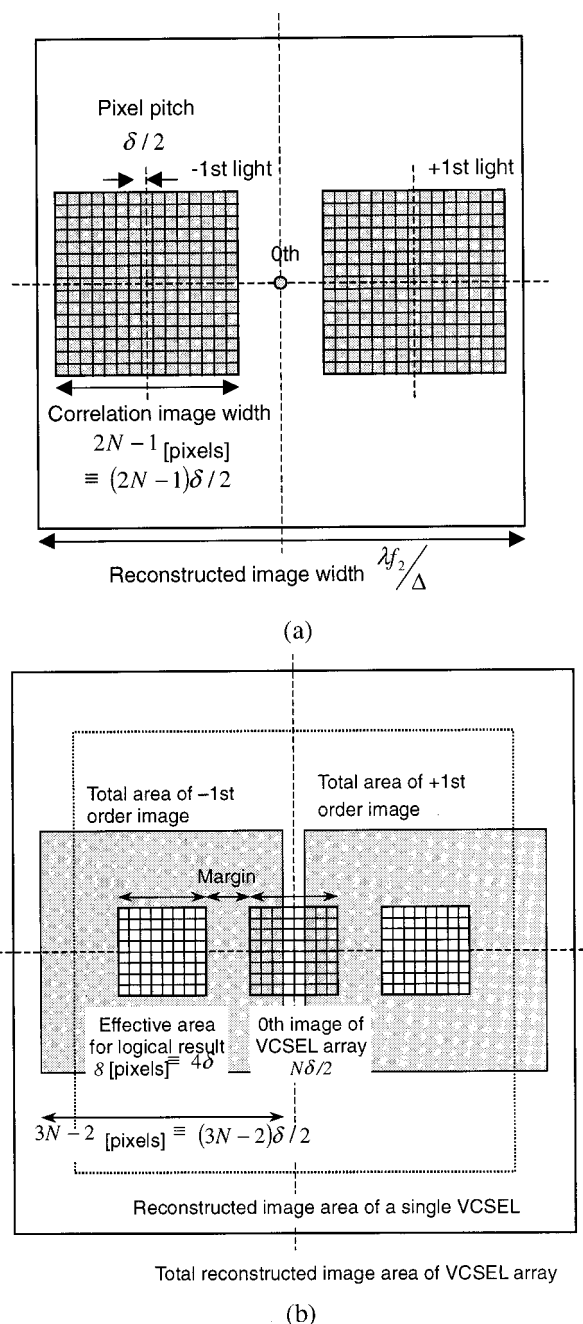 Pixel pitch
δ/2
-1st light
+1st light
0th
Correlation image width
2N−1 [pixels]
≡ (2N−1)δ/2
Reconstructed image width λf₂/Δ
(a)
Total area of −1st
order image
Total area of +1st
order image
Margin
Effective area
for logical result
8 [pixels] ≡ 4δ
0th image of
VCSEL array
Nδ/2
3N−2 [pixels] ≡ (3N−2)δ/2
Reconstructed image area of a single VCSEL
Total reconstructed image area of VCSEL array
(b)